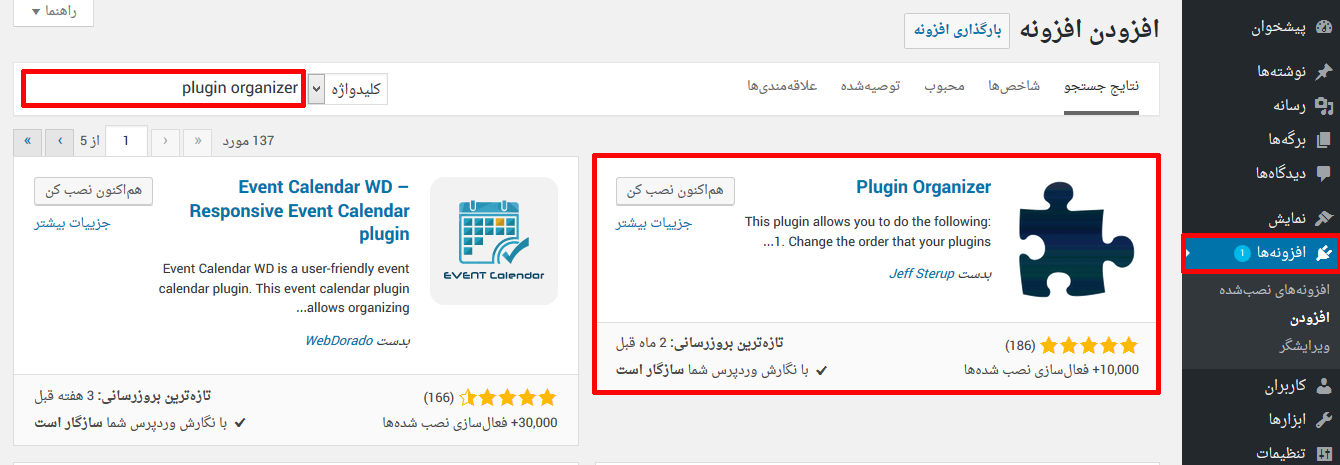 راهنما
افزودن افزونه
بارگذاری افزونه
نتایج جستجو
شاخص‌ها
محبوب
توصیه‌شده
علاقه‌مندی‌ها
کلیدواژه
plugin organizer
137 مورد
«
‹
1
از 5
›
»
Plugin Organizer
هم‌اکنون نصب کن
جزییات بیشتر
This plugin allows you to do the following:
...1. Change the order that your plugins
بدست Jeff Sterup
(186)
تازه‌ترین بروزرسانی: 2 ماه قبل
10,000+ فعال‌سازی نصب شده‌ها
با نگارش وردپرس شما سازگار است
Event Calendar WD –
Responsive Event Calendar
plugin
هم‌اکنون نصب کن
جزییات بیشتر
EVENT Calendar
Event Calendar WD is a user-friendly event
calendar plugin. This event calendar plugin
...allows organizing
بدست WebDorado
(166)
تازه‌ترین بروزرسانی: 3 هفته قبل
30,000+ فعال‌سازی نصب شده‌ها
با نگارش وردپرس شما سازگار است
پیشخوان
نوشته‌ها
رسانه
برگه‌ها
دیدگاه‌ها
نمایش
افزونه‌ها ۱
افزونه‌های نصب‌شده
افزودن
ویرایشگر
کاربران
ابزارها
تنظیمات